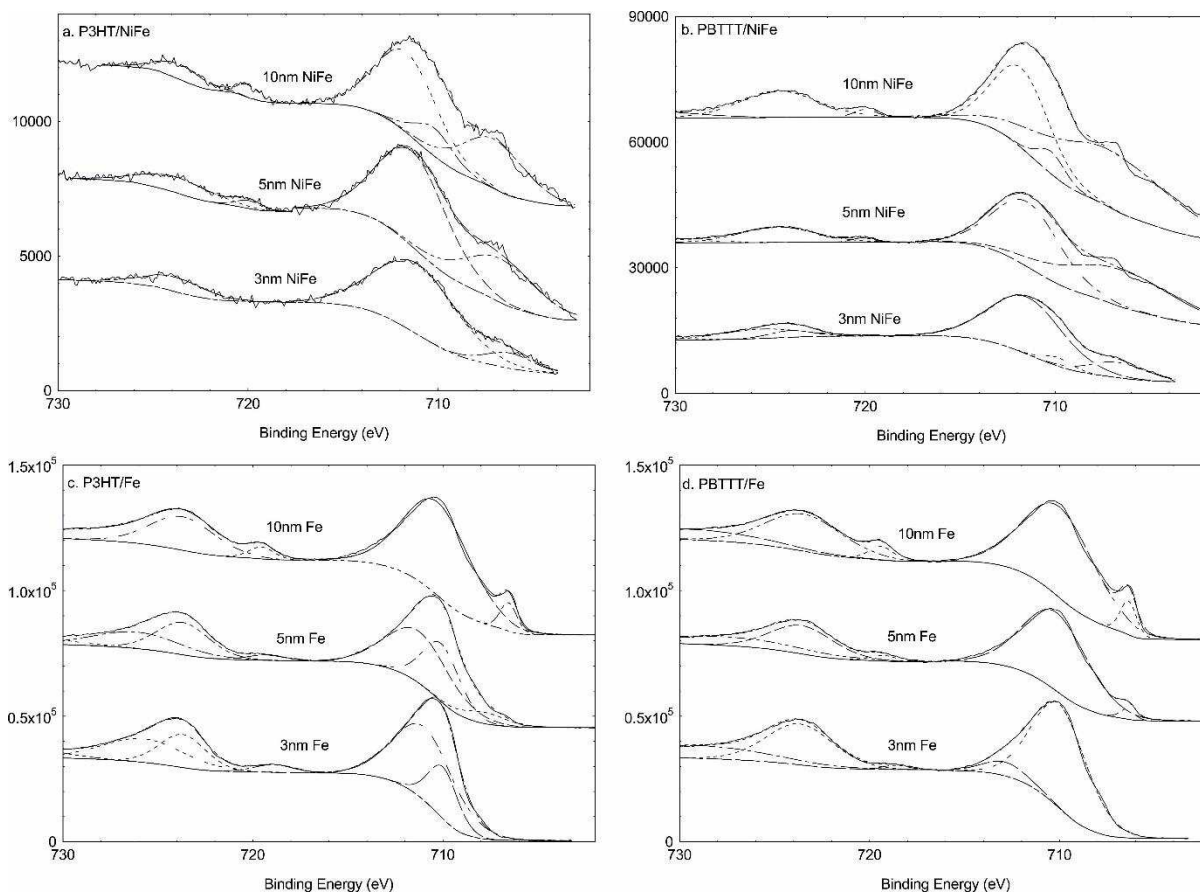 a. P3HT/NiFe
10nm NiFe
10000
5nm NiFe
5000
3nm NiFe
0
730
720
710
Binding Energy (eV)
90000
b. PBTTT/NiFe
10nm NiFe
60000
5nm NiFe
30000
3nm NiFe
0
730
720
710
Binding Energy (eV)
1.5x10⁵
c. P3HT/Fe
10nm Fe
1.0x10⁵
5nm Fe
0.5x10⁵
3nm Fe
0
730
720
710
Binding Energy (eV)
1.5x10⁵
d. PBTTT/Fe
10nm Fe
1.0x10⁵
5nm Fe
0.5x10⁵
3nm Fe
0
730
720
710
Binding Energy (eV)